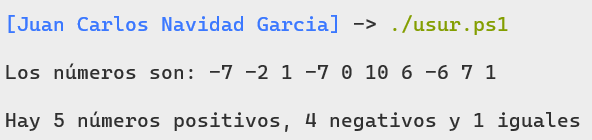 [Juan Carlos Navidad Garcia] -> ./usur.ps1
Los números son: -7 -2 1 -7 0 10 6 -6 7 1
Hay 5 números positivos, 4 negativos y 1 iguales